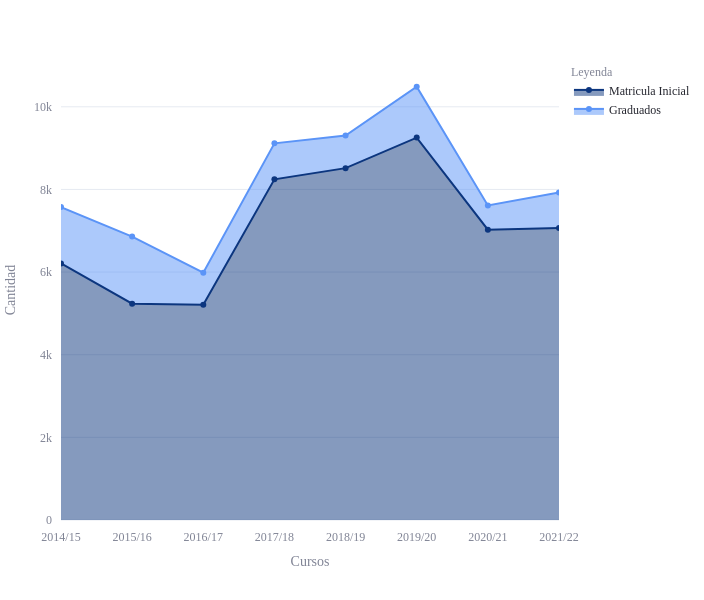 Leyenda
Matricula Inicial
Graduados
10k
8k
6k
4k
2k
0
Cantidad
2014/15 2015/16 2016/17 2017/18 2018/19 2019/20 2020/21 2021/22
Cursos